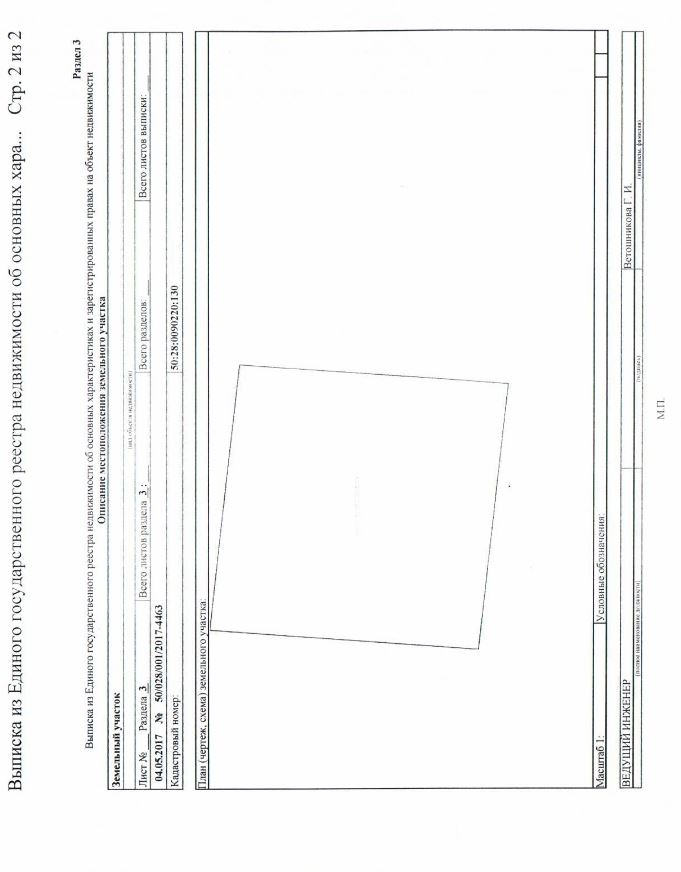 Выписка из Единого государственного реестра недвижимости об основных хара... Стр. 2 из 2
Раздел 3
Выписка из Единого государственного реестра недвижимости об основных характеристиках и зарегистрированных правах на объект недвижимости
Описание местоположения земельного участка
Земельный участок
(вид объекта недвижимости)
Лист № ___ Раздела 3 Всего листов раздела 3 : ___ Всего разделов: ___ Всего листов выписки: ___
04.05.2017 № 50/028/001/2017-4463
Кадастровый номер: 50:28:0090220:130
План (чертеж, схема) земельного участка:
Масштаб 1: Условные обозначения:
ВЕДУЩИЙ ИНЖЕНЕР Ветошникова Г. И.
(полное наименование должности) (подпись) (инициалы, фамилия)
М.П.